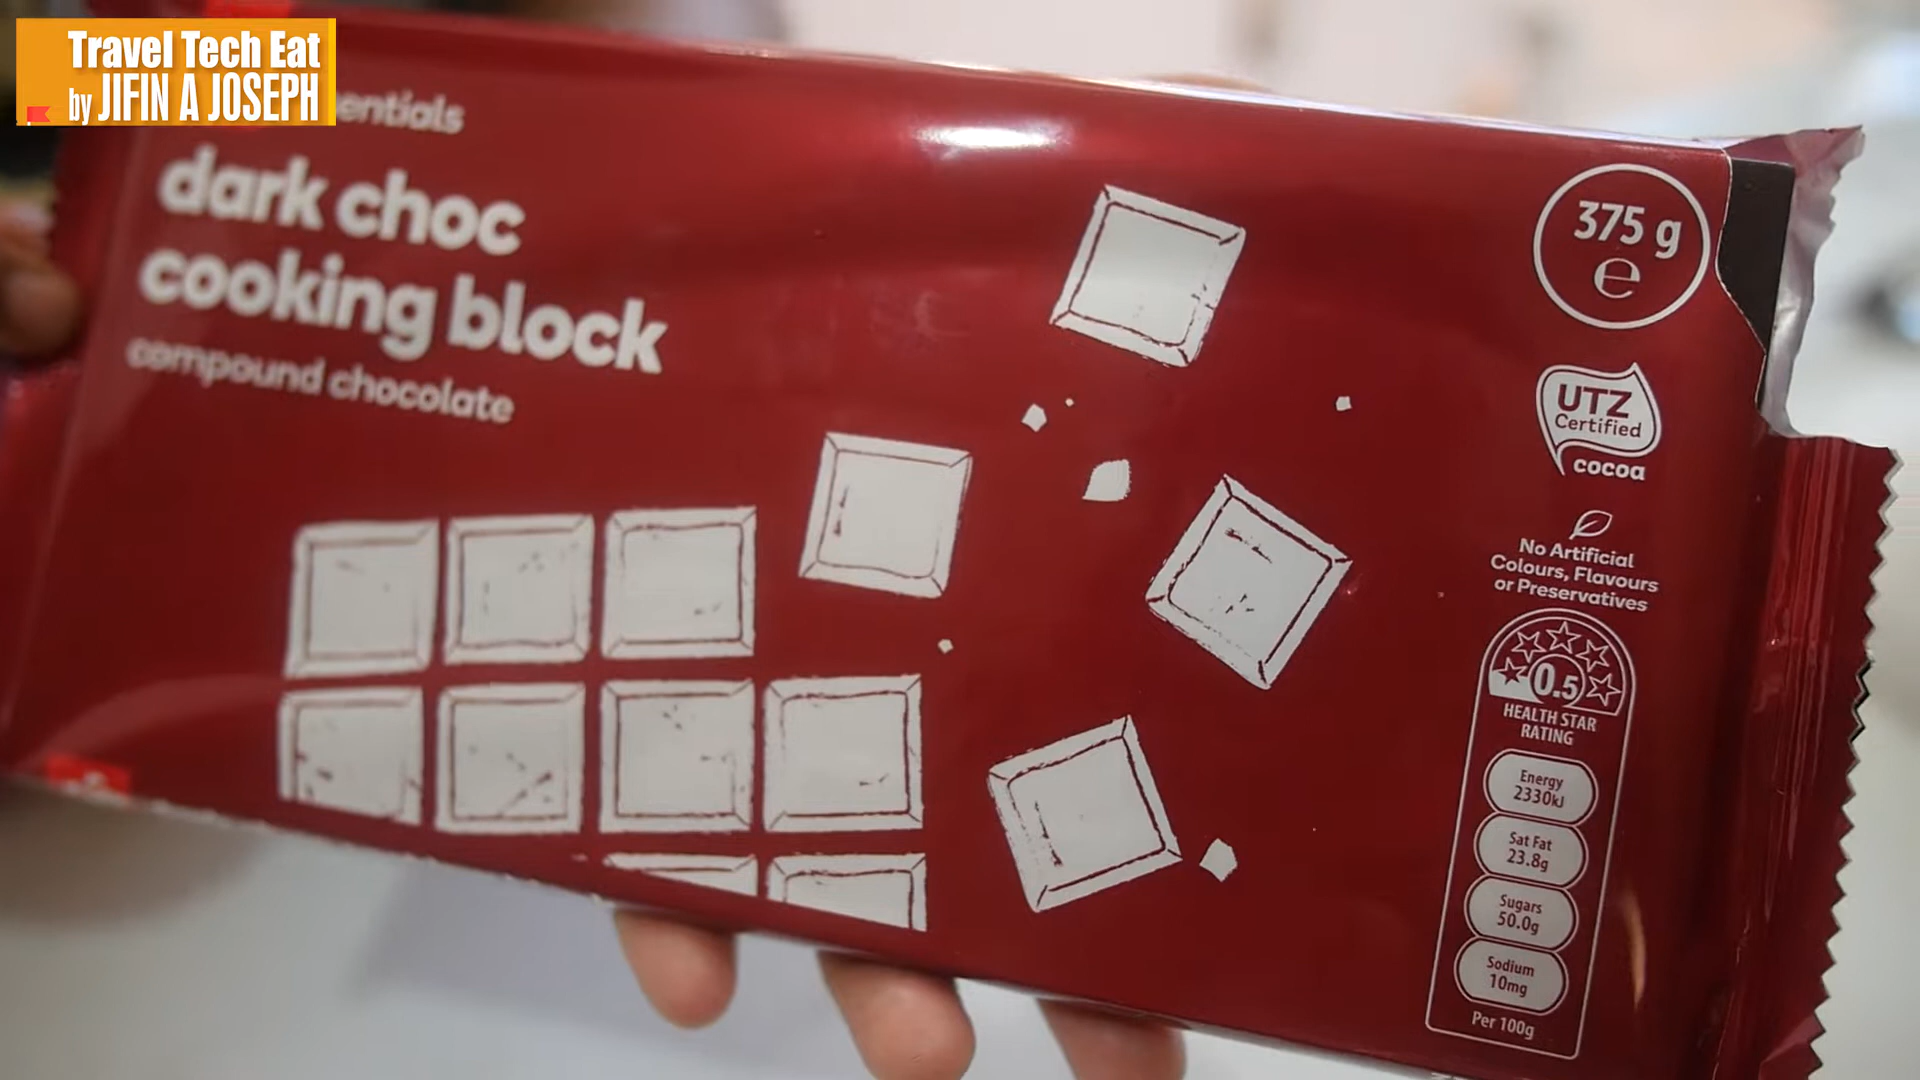 Travel Tech Eat
by JIFIN A JOSEPH
dark choc
cooking block
compound chocolate
375 g
e
UTZ
Certified
cocoa
No Artificial
Colours, Flavours
or Preservatives
0.5
HEALTH STAR
RATING
Energy
2330kJ
Sat Fat
23.8g
Sugars
50.0g
Sodium
10mg
Per 100g